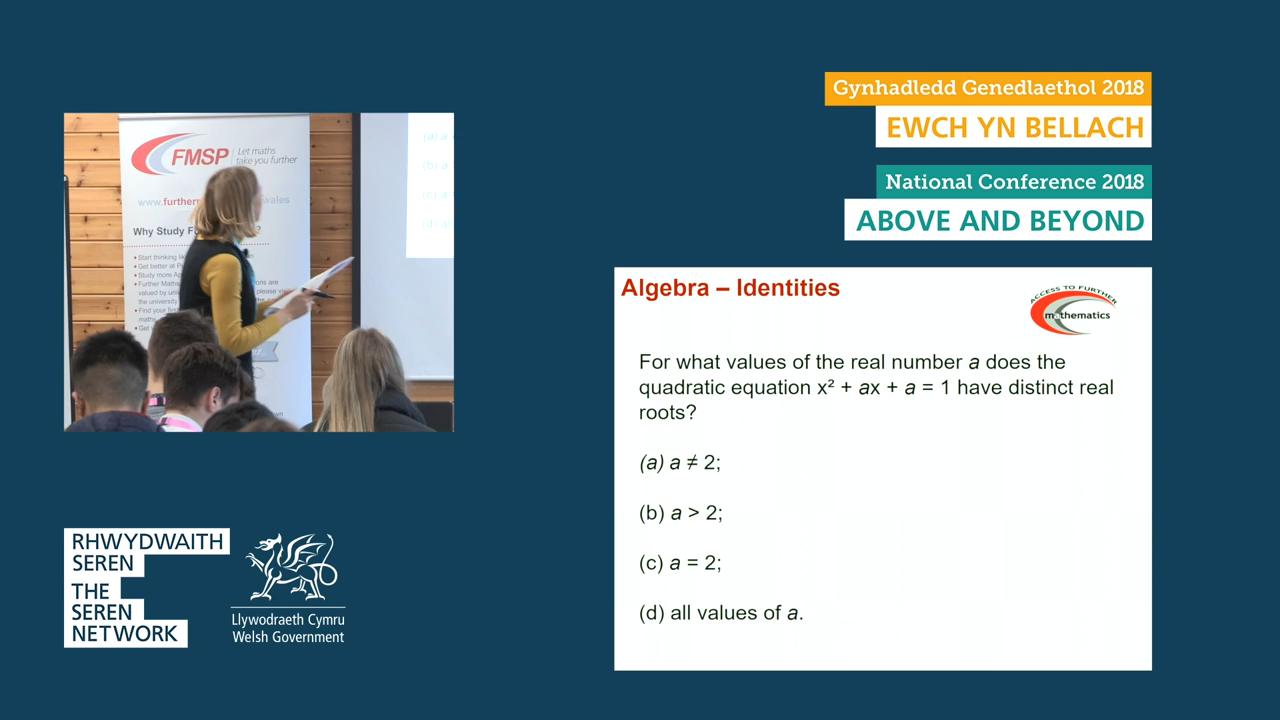 Gynhadledd Genedlaethol 2018
EWCH YN BELLACH
National Conference 2018
ABOVE AND BEYOND
FMSP
Let maths
take you further
Why Study
Algebra – Identities
ACCESS TO FURTHER
mathematics
For what values of the real number a does the
quadratic equation x² + ax + a = 1 have distinct real
roots?
(a) a ≠ 2;
(b) a > 2;
(c) a = 2;
(d) all values of a.
(a) a
(b) a
(c) a
(d) a
RHWYDWAITH
SEREN
THE
SEREN
NETWORK
Llywodraeth Cymru
Welsh Government